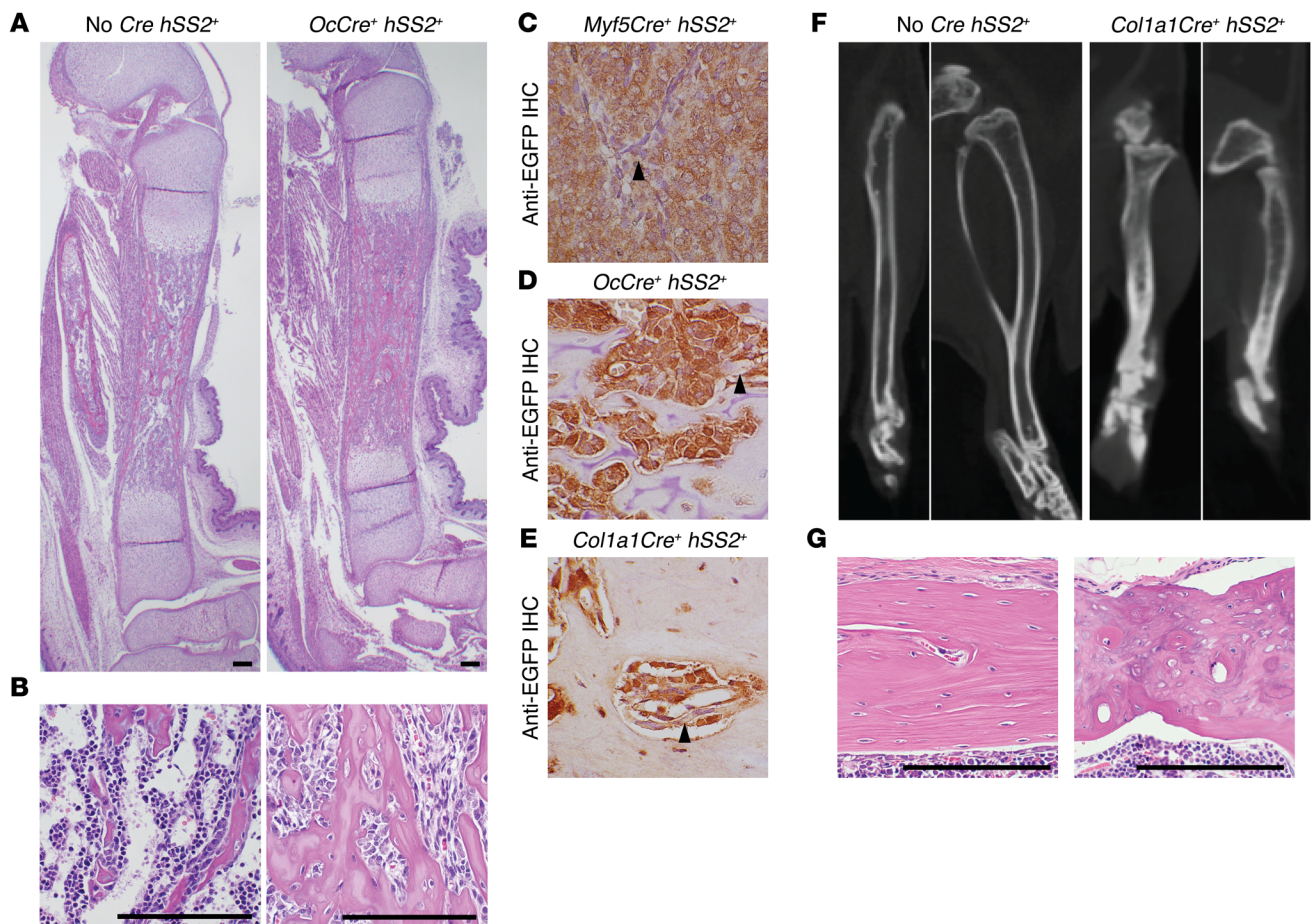 A
No Cre hSS2+
OcCre+ hSS2+
B
C
Myf5Cre+ hSS2+
Anti-EGFP IHC
D
OcCre+ hSS2+
Anti-EGFP IHC
E
Col1a1Cre+ hSS2+
Anti-EGFP IHC
F
No Cre hSS2+
Col1a1Cre+ hSS2+
G